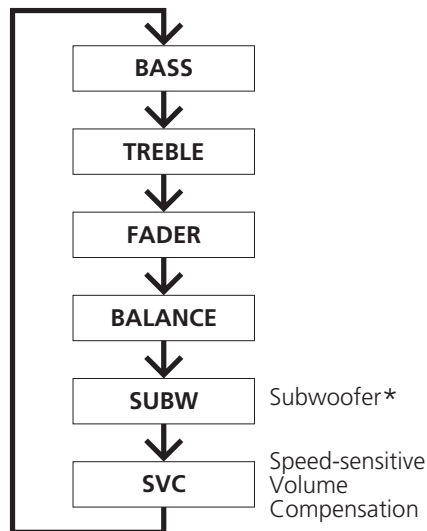 BASS
TREBLE
FADER
BALANCE
SUBW
Subwoofer*
SVC
Speed-sensitive
Volume
Compensation